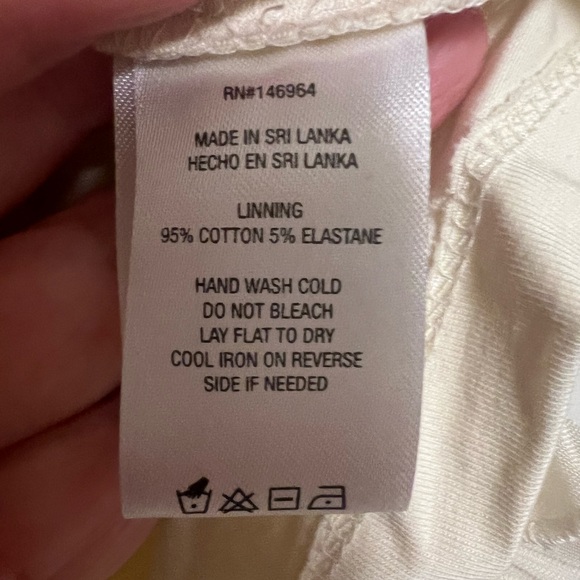 RN#146964
MADE IN SRI LANKA
HECHO EN SRI LANKA
LINNING
95% COTTON 5% ELASTANE
HAND WASH COLD
DO NOT BLEACH
LAY FLAT TO DRY
COOL IRON ON REVERSE
SIDE IF NEEDED